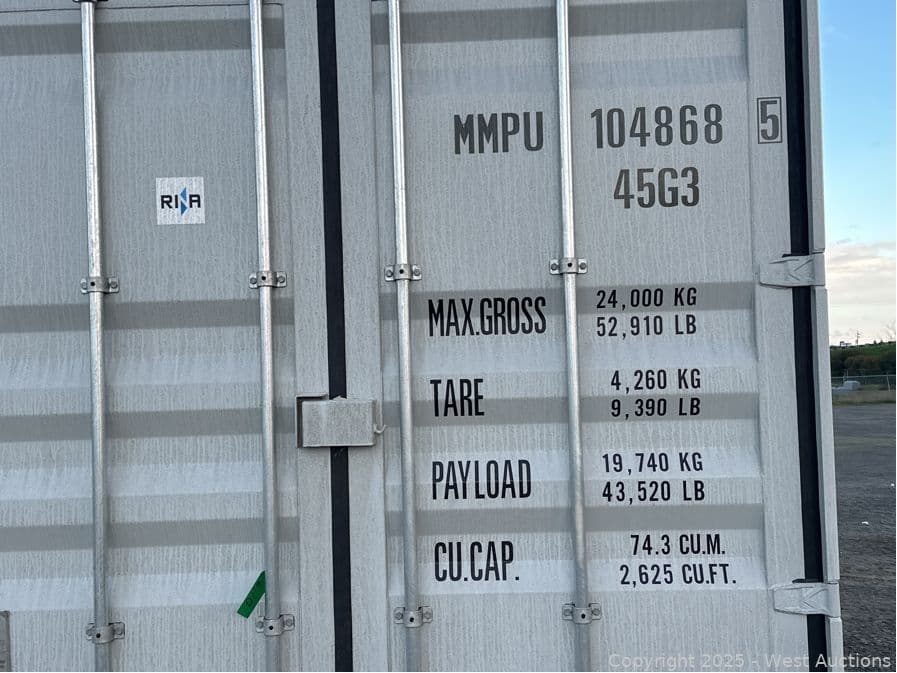 MMPU 104868 5
45G3
RINA
MAX.GROSS 24,000 KG
52,910 LB
TARE 4,260 KG
9,390 LB
PAYLOAD 19,740 KG
43,520 LB
CU.CAP. 74.3 CU.M.
2,625 CU.FT.
Copyright 2025 - West Auctions